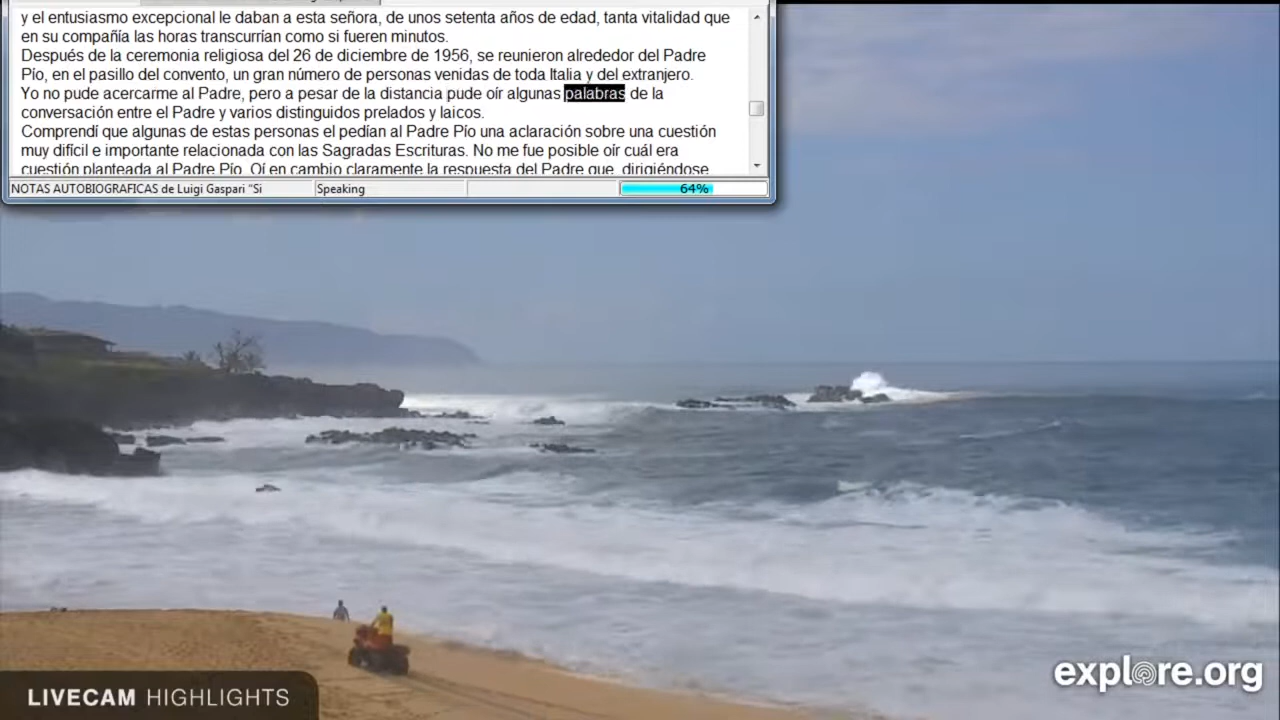 y el entusiasmo excepcional le daban a esta señora, de unos setenta años de edad, tanta vitalidad que
en su compañía las horas transcurrían como si fueren minutos.
Después de la ceremonia religiosa del 26 de diciembre de 1956, se reunieron alrededor del Padre
Pío, en el pasillo del convento, un gran número de personas venidas de toda Italia y del extranjero.
Yo no pude acercarme al Padre, pero a pesar de la distancia pude oír algunas palabras de la
conversación entre el Padre y varios distinguidos prelados y laicos.
Comprendí que algunas de estas personas el pedían al Padre Pío una aclaración sobre una cuestión
muy difícil e importante relacionada con las Sagradas Escrituras. No me fue posible oír cuál era
cuestión planteada al Padre Pío. Oí en cambio claramente la respuesta del Padre que, dirigiéndose
NOTAS AUTOBIOGRAFICAS de Luigi Gaspari "Si
Speaking
64%
LIVECAM HIGHLIGHTS
explore.org